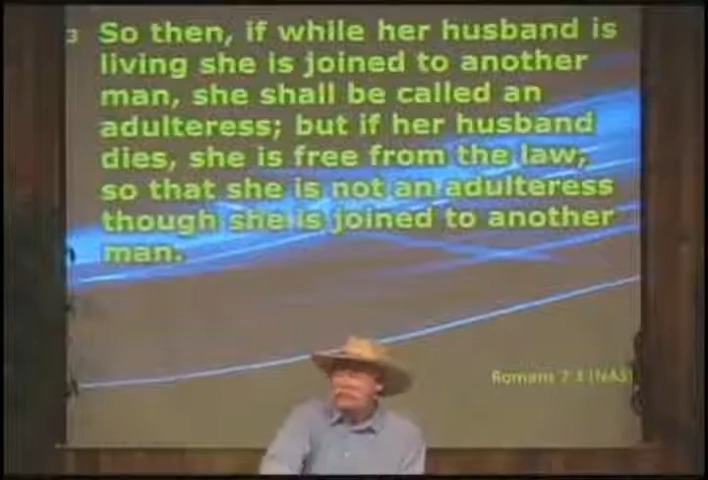 3 So then, if while her husband is
living she is joined to another
man, she shall be called an
adulteress; but if her husband
dies, she is free from the law,
so that she is not an adulteress
though she is joined to another
man.
Romans 7:3 (NAS)